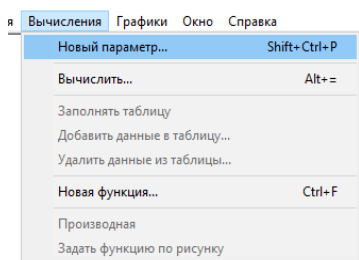 я Вычисления Графики Окно Справка
Новый параметр... Shift+Ctrl+P
Вычислить... Alt+=
Заполнять таблицу
Добавить данные в таблицу...
Удалить данные из таблицы...
Новая функция... Ctrl+F
Производная
Задать функцию по рисунку